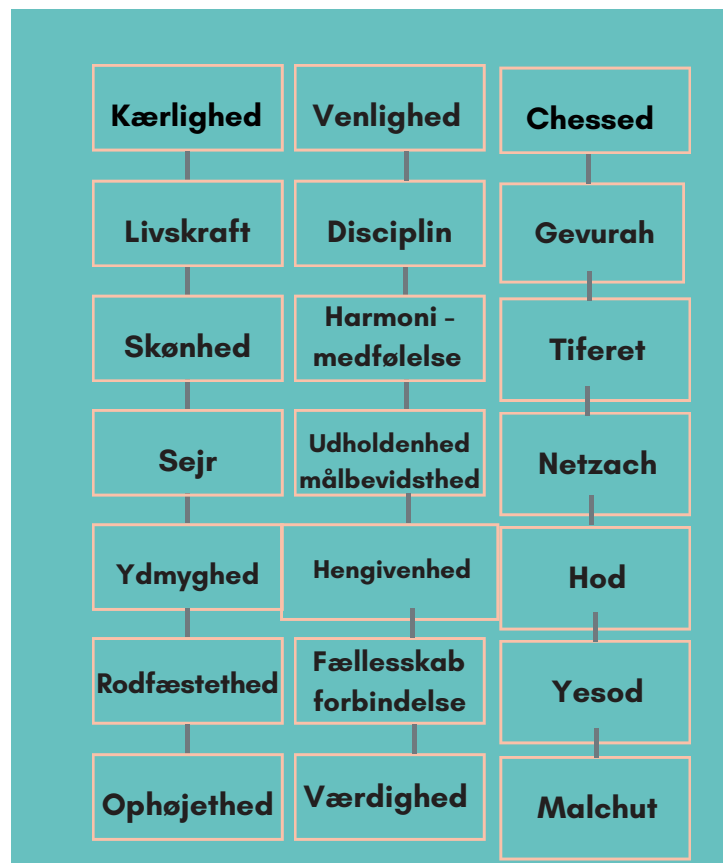 Kærlighed
Venlighed
Chessed
Livskraft
Disciplin
Gevurah
Skønhed
Harmoni -
medfølelse
Tiferet
Sejr
Udholdenhed
målbevidsthed
Netzach
Ydmyghed
Hengivenhed
Hod
Rodfæstethed
Fællesskab
forbindelse
Yesod
Ophøjethed
Værdighed
Malchut